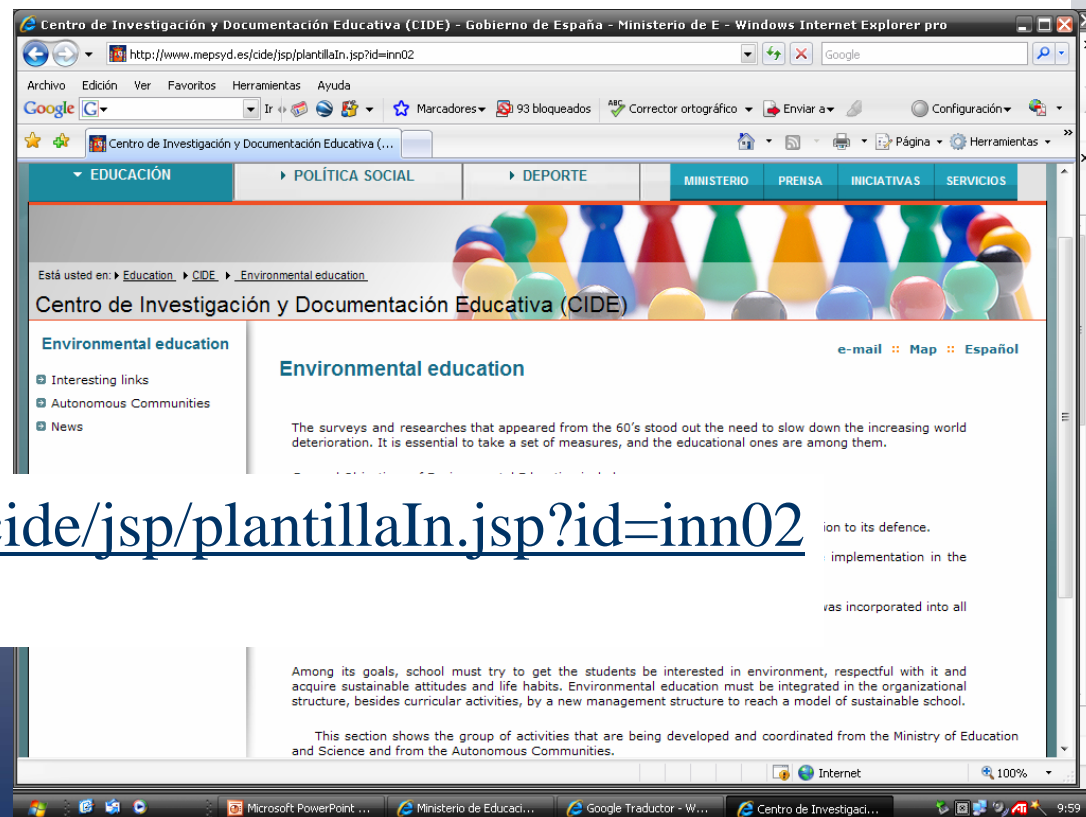 Centro de Investigación y Documentación Educativa (CIDE) - Gobierno de España - Ministerio de E - Windows Internet Explorer pro
http://www.mepsyd.es/cide/jsp/plantillaIn.jsp?id=inn02
Google
Archivo Edición Ver Favoritos Herramientas Ayuda
Google G Ir Marcadores 93 bloqueados ABC Corrector ortográfico Enviar a Configuración
Centro de Investigación y Documentación Educativa (... Página Herramientas »
EDUCACIÓN POLÍTICA SOCIAL DEPORTE MINISTERIO PRENSA INICIATIVAS SERVICIOS
Está usted en: Education CIDE Environmental education
Centro de Investigación y Documentación Educativa (CIDE)
Environmental education
Interesting links
Autonomous Communities
News
e-mail :: Map :: Español
Environmental education
The surveys and researches that appeared from the 60's stood out the need to slow down the increasing world
deterioration. It is essential to take a set of measures, and the educational ones are among them.
cide/jsp/plantillaIn.jsp?id=inn02
ion to its defence.
implementation in the
was incorporated into all
Among its goals, school must try to get the students be interested in environment, respectful with it and
acquire sustainable attitudes and life habits. Environmental education must be integrated in the organizational
structure, besides curricular activities, by a new management structure to reach a model of sustainable school.
This section shows the group of activities that are being developed and coordinated from the Ministry of Education
and Science and from the Autonomous Communities.
Internet 100%
Microsoft PowerPoint ... Ministerio de Educaci... Google Traductor - W... Centro de Investigaci... 9:59